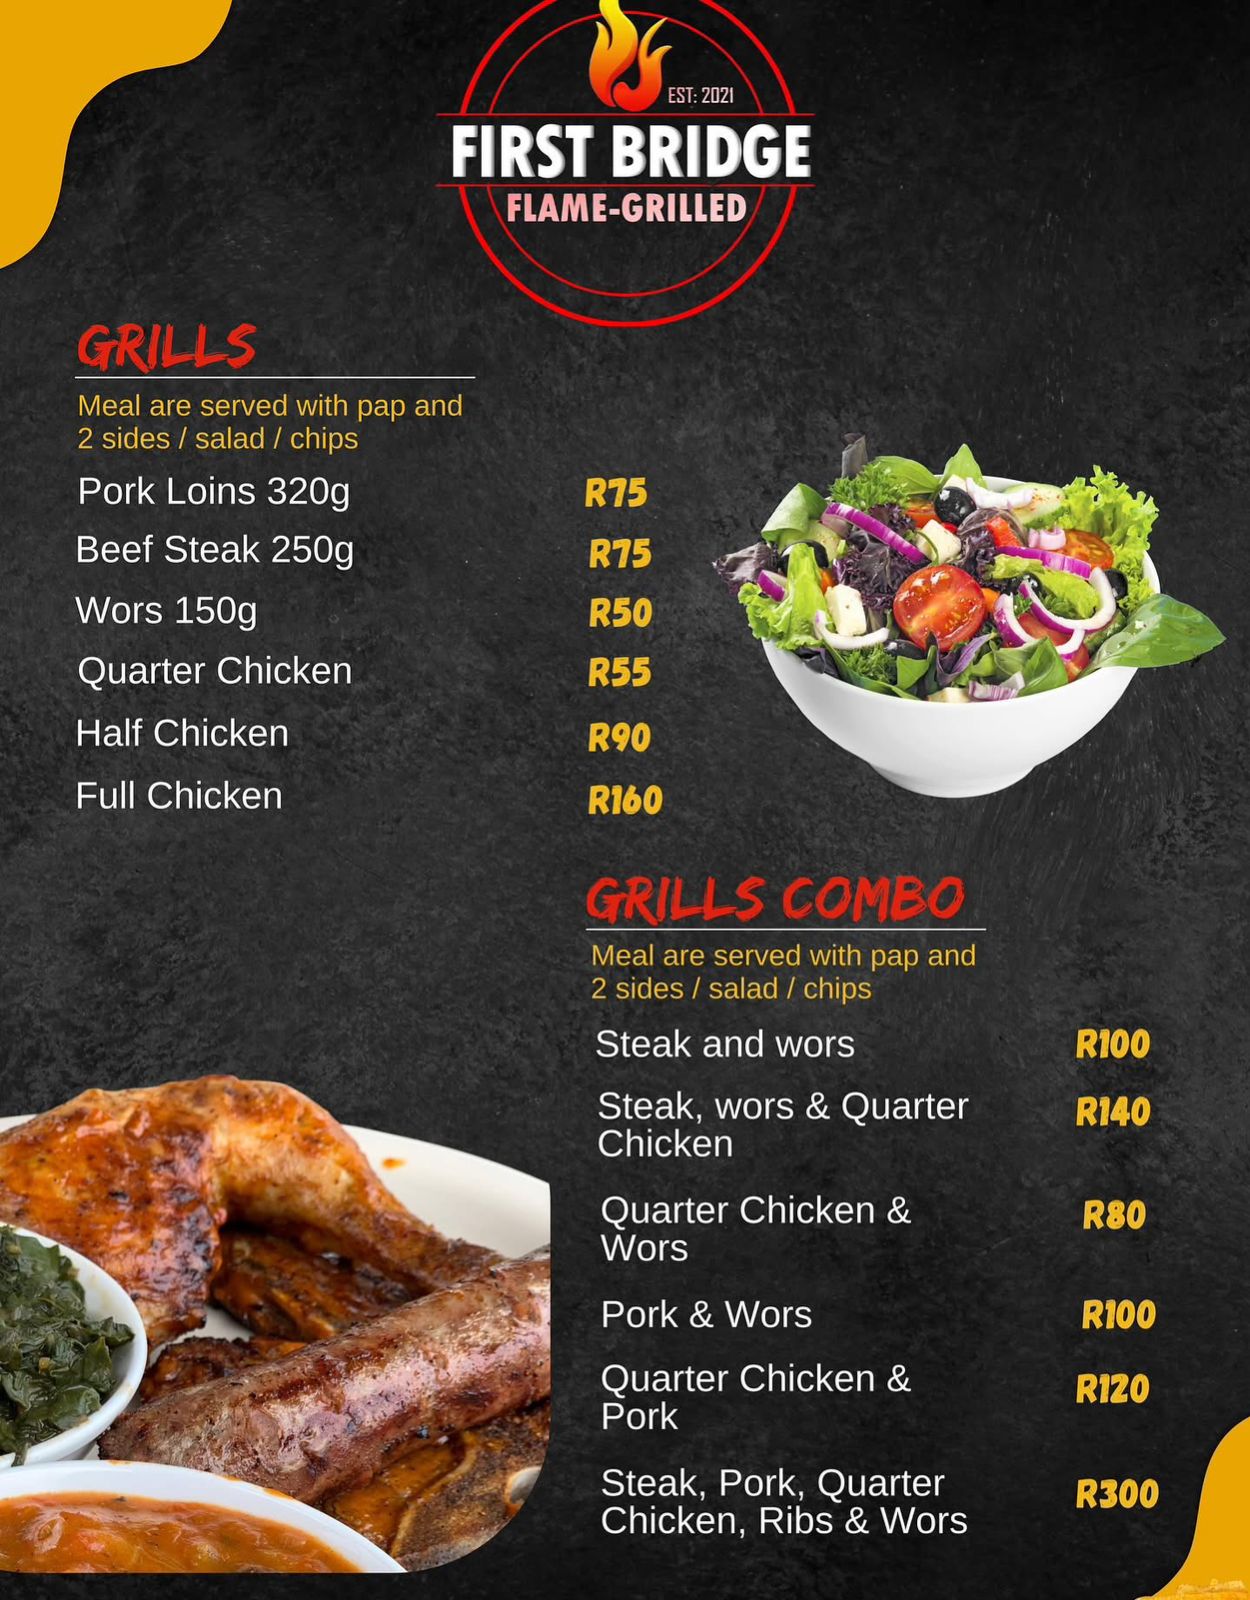 EST: 2021
FIRST BRIDGE
FLAME-GRILLED
GRILLS
Meal are served with pap and
2 sides / salad / chips
Pork Loins 320g R75
Beef Steak 250g R75
Wors 150g R50
Quarter Chicken R55
Half Chicken R90
Full Chicken R160
GRILLS COMBO
Meal are served with pap and
2 sides / salad / chips
Steak and wors R100
Steak, wors & Quarter R140
Chicken
Quarter Chicken & R80
Wors
Pork & Wors R100
Quarter Chicken & R120
Pork
Steak, Pork, Quarter R300
Chicken, Ribs & Wors